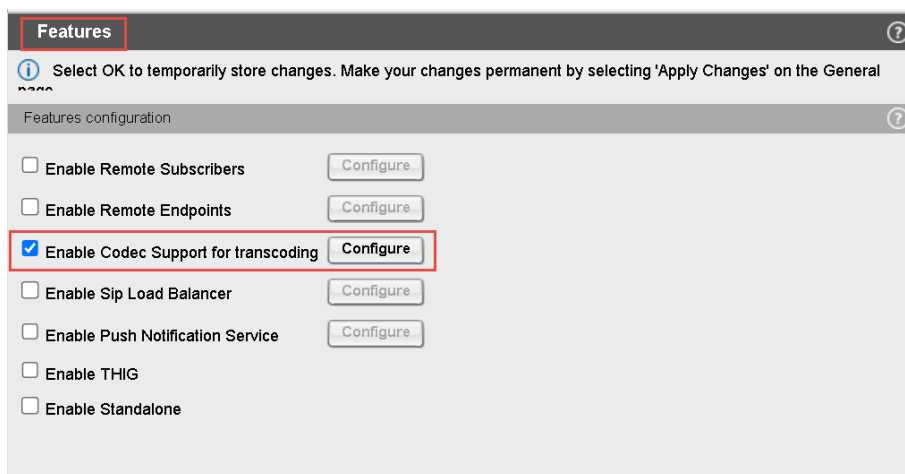 Features
Select OK to temporarily store changes. Make your changes permanent by selecting 'Apply Changes' on the General
Features configuration
Enable Remote Subscribers Configure
Enable Remote Endpoints Configure
Enable Codec Support for transcoding Configure
Enable Sip Load Balancer Configure
Enable Push Notification Service Configure
Enable THIG
Enable Standalone